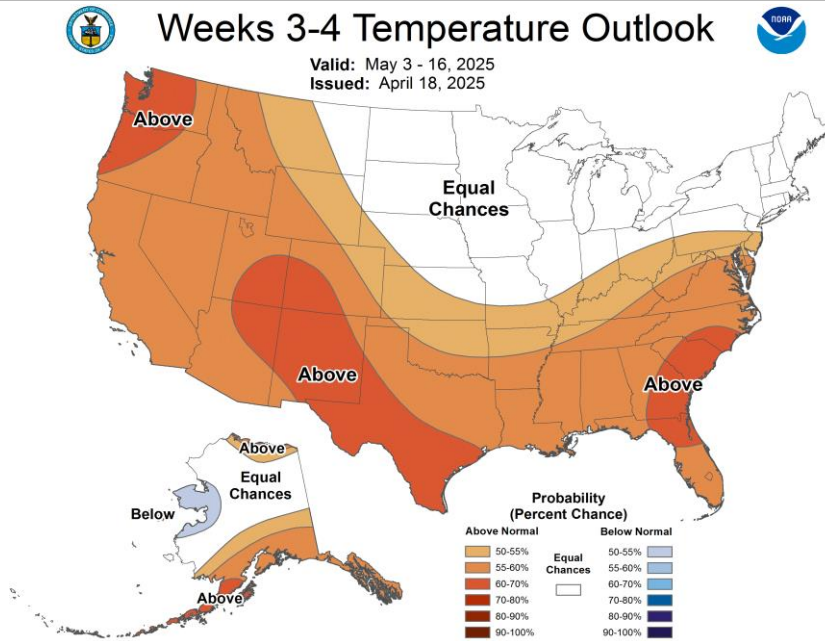 Weeks 3-4 Temperature Outlook
NOAA
Valid: May 3 - 16, 2025
Issued: April 18, 2025
Above
Equal
Chances
Above
Above
Above
Equal
Chances
Below
Above
Probability
(Percent Chance)
Above Normal
Below Normal
Equal
Chances
50-55%
55-60%
60-70%
70-80%
80-90%
90-100%
50-55%
55-60%
60-70%
70-80%
80-90%
90-100%